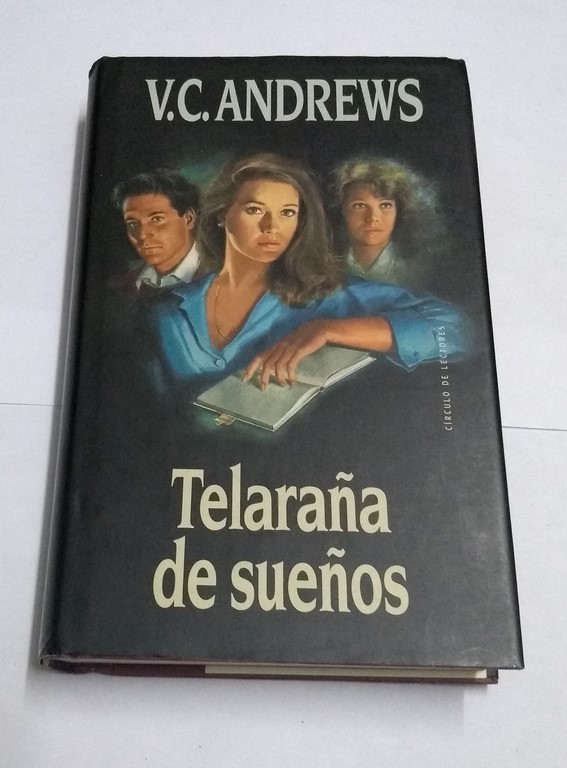 V.C. ANDREWS
CÍRCULO DE LECTORES
Telaraña
de sueños